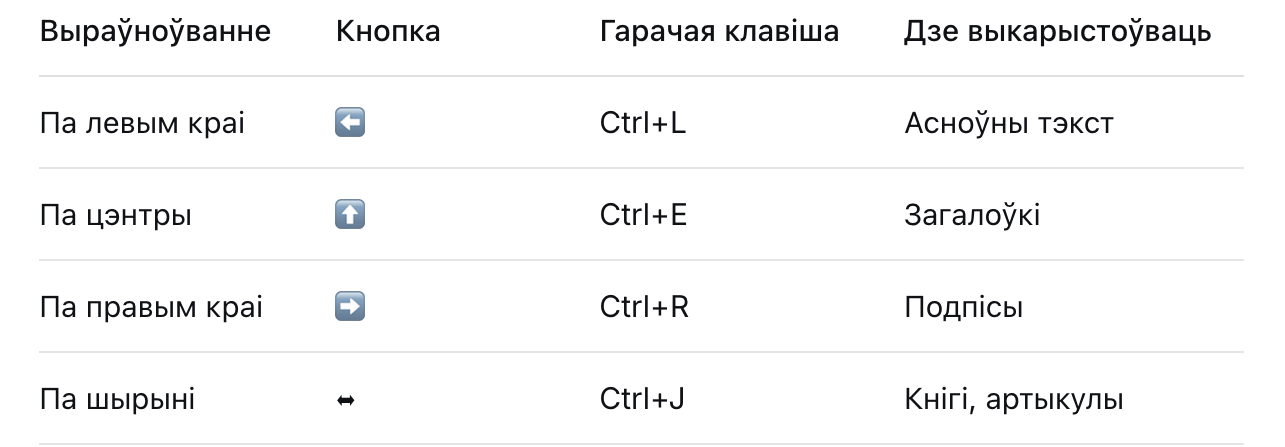 Выраўноўванне Кнопка Гарачая клавіша Дзе выкарыстоўваць
Па левым краі ⬅️ Ctrl+L Асноўны тэкст
Па цэнтры ⬆️ Ctrl+E Загалоўкі
Па правым краі ➡️ Ctrl+R Подпісы
Па шырыні ⬌ Ctrl+J Кнігі, артыкулы